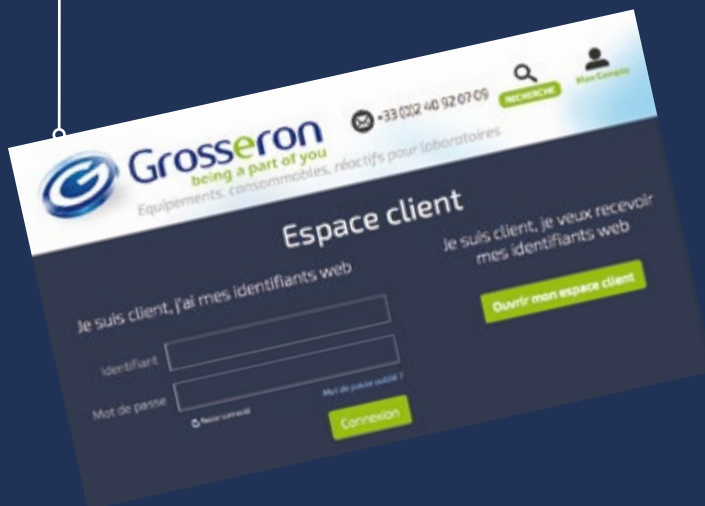 Grosseron
being a part of you
Equipements, consommables, réactifs pour laboratoires
+33 (0)2 40 92 07 09
RECHERCHE
Mon Compte
Espace client
Je suis client, j'ai mes identifiants web
Identifiant
Mot de passe
Rester connecté
Mot de passe oublié ?
Connexion
Je suis client, je veux recevoir
mes identifiants web
Ouvrir mon espace client